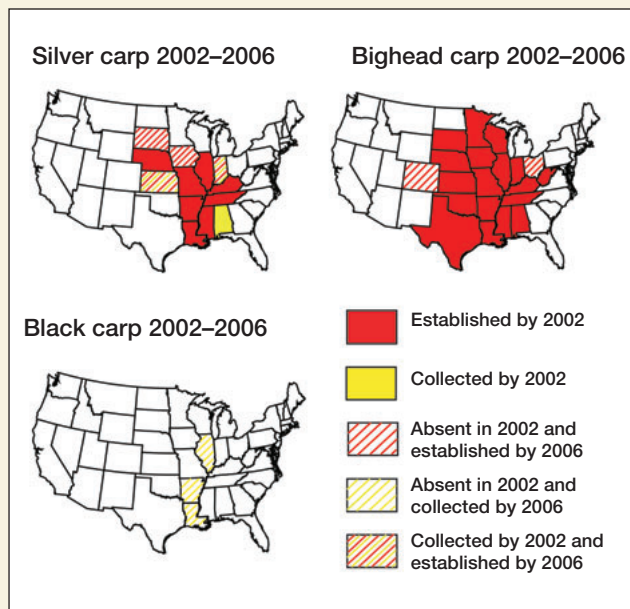 Silver carp 2002–2006
Bighead carp 2002–2006
Black carp 2002–2006
Established by 2002
Collected by 2002
Absent in 2002 and
established by 2006
Absent in 2002 and
collected by 2006
Collected by 2002 and
established by 2006